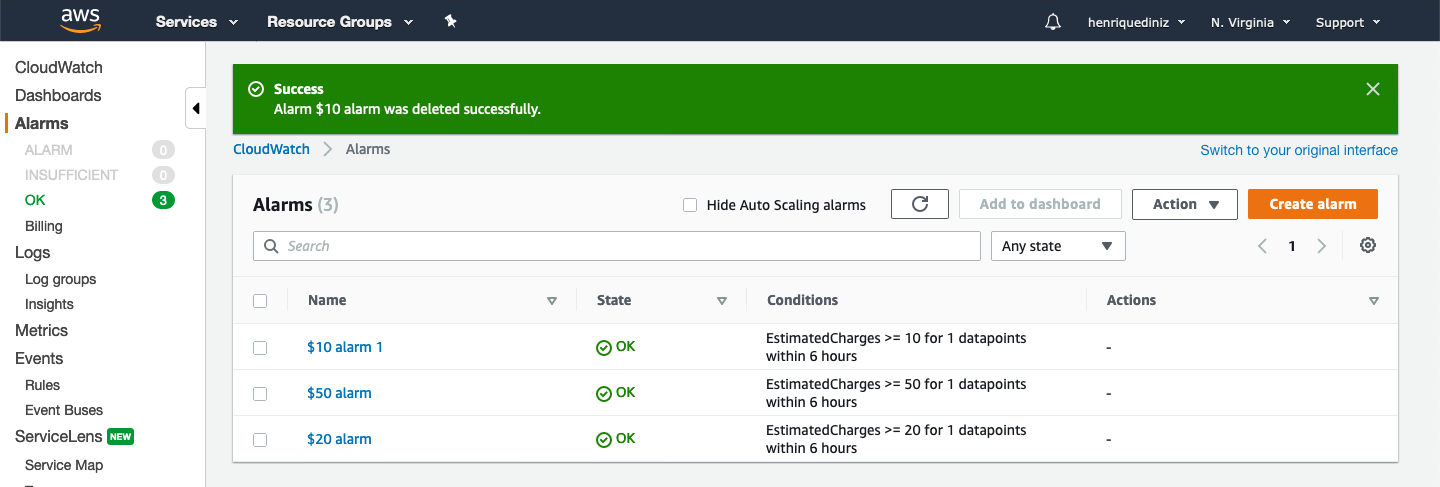 aws
Services
Resource Groups
henriquediniz
N. Virginia
Support
CloudWatch
Dashboards
Alarms
ALARM 0
INSUFFICIENT 0
OK 3
Billing
Logs
Log groups
Insights
Metrics
Events
Rules
Event Buses
ServiceLens NEW
Service Map
Success
Alarm $10 alarm was deleted successfully.
CloudWatch
Alarms
Switch to your original interface
Alarms (3)
Hide Auto Scaling alarms
Add to dashboard
Action
Create alarm
Search
Any state
1
Name
State
Conditions
Actions
$10 alarm 1
OK
EstimatedCharges >= 10 for 1 datapoints
within 6 hours
-
$50 alarm
OK
EstimatedCharges >= 50 for 1 datapoints
within 6 hours
-
$20 alarm
OK
EstimatedCharges >= 20 for 1 datapoints
within 6 hours
-